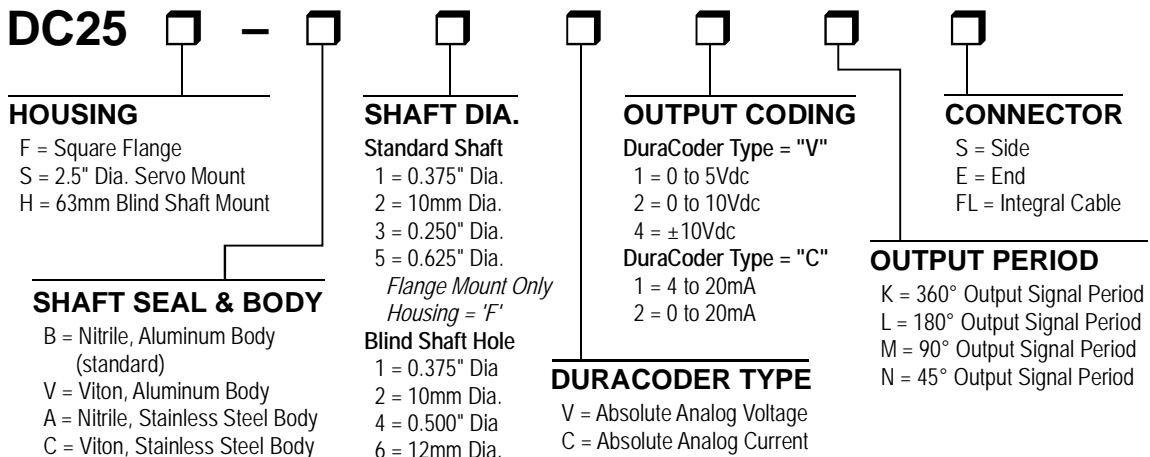 DC25 –
HOUSING
F = Square Flange
S = 2.5" Dia. Servo Mount
H = 63mm Blind Shaft Mount
SHAFT SEAL & BODY
B = Nitrile, Aluminum Body
(standard)
V = Viton, Aluminum Body
A = Nitrile, Stainless Steel Body
C = Viton, Stainless Steel Body
SHAFT DIA.
Standard Shaft
1 = 0.375" Dia.
2 = 10mm Dia.
3 = 0.250" Dia.
5 = 0.625" Dia.
Flange Mount Only
Housing = 'F'
Blind Shaft Hole
1 = 0.375" Dia
2 = 10mm Dia.
4 = 0.500" Dia
6 = 12mm Dia.
DURACODER TYPE
V = Absolute Analog Voltage
C = Absolute Analog Current
OUTPUT CODING
DuraCoder Type = "V"
1 = 0 to 5Vdc
2 = 0 to 10Vdc
4 = ±10Vdc
DuraCoder Type = "C"
1 = 4 to 20mA
2 = 0 to 20mA
OUTPUT PERIOD
K = 360° Output Signal Period
L = 180° Output Signal Period
M = 90° Output Signal Period
N = 45° Output Signal Period
CONNECTOR
S = Side
E = End
FL = Integral Cable